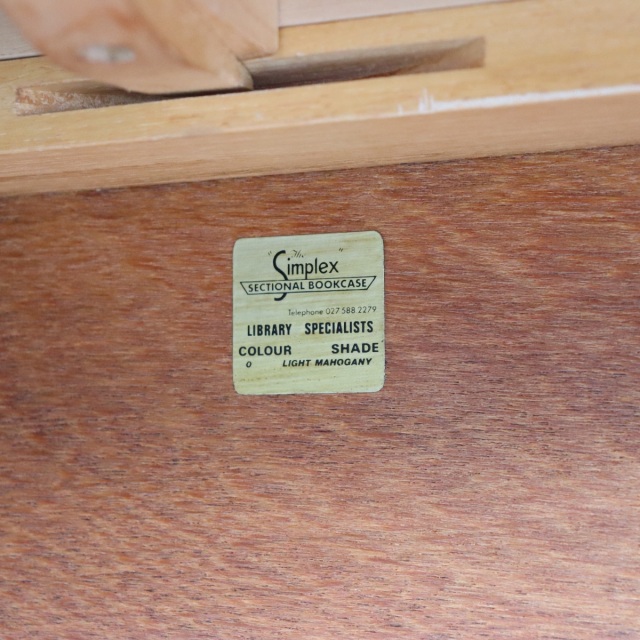 "The"
Simplex
SECTIONAL BOOKCASE
Telephone 027 588 2279
LIBRARY SPECIALISTS
COLOUR SHADE
0 LIGHT MAHOGANY